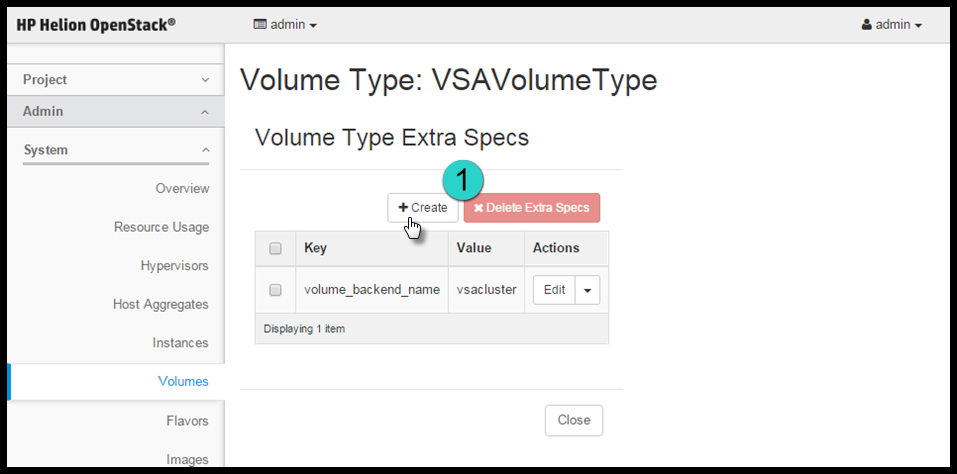 HP Helion OpenStack® admin admin
Project
Admin
System
Overview
Resource Usage
Hypervisors
Host Aggregates
Instances
Volumes
Flavors
Images
Volume Type: VSAVolumeType
Volume Type Extra Specs
1
+ Create × Delete Extra Specs
Key Value Actions
volume_backend_name vsacluster Edit
Displaying 1 item
Close